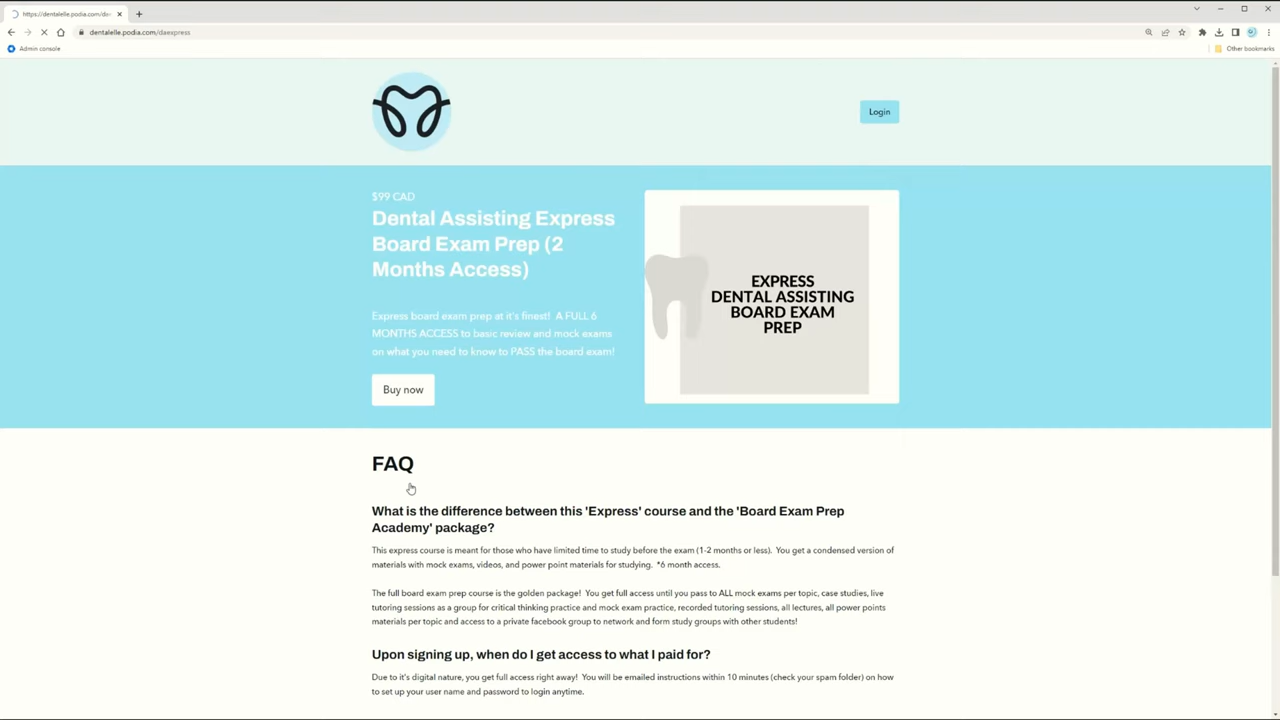 https://dentalelle.podia.com/da
dentalelle.podia.com/daexpress
Admin console
Other bookmarks
Login
$99 CAD
Dental Assisting Express
Board Exam Prep (2
Months Access)
Express board exam prep at it's finest! A FULL 6
MONTHS ACCESS to basic review and mock exams
on what you need to know to PASS the board exam!
Buy now
EXPRESS
DENTAL ASSISTING
BOARD EXAM
PREP
FAQ
What is the difference between this 'Express' course and the 'Board Exam Prep
Academy' package?
This express course is meant for those who have limited time to study before the exam (1-2 months or less). You get a condensed version of
materials with mock exams, videos, and power point materials for studying. *6 month access.
The full board exam prep course is the golden package! You get full access until you pass to ALL mock exams per topic, case studies, live
tutoring sessions as a group for critical thinking practice and mock exam practice, recorded tutoring sessions, all lectures, all power points
materials per topic and access to a private facebook group to network and form study groups with other students!
Upon signing up, when do I get access to what I paid for?
Due to it's digital nature, you get full access right away! You will be emailed instructions within 10 minutes (check your spam folder) on how
to set up your user name and password to login anytime.